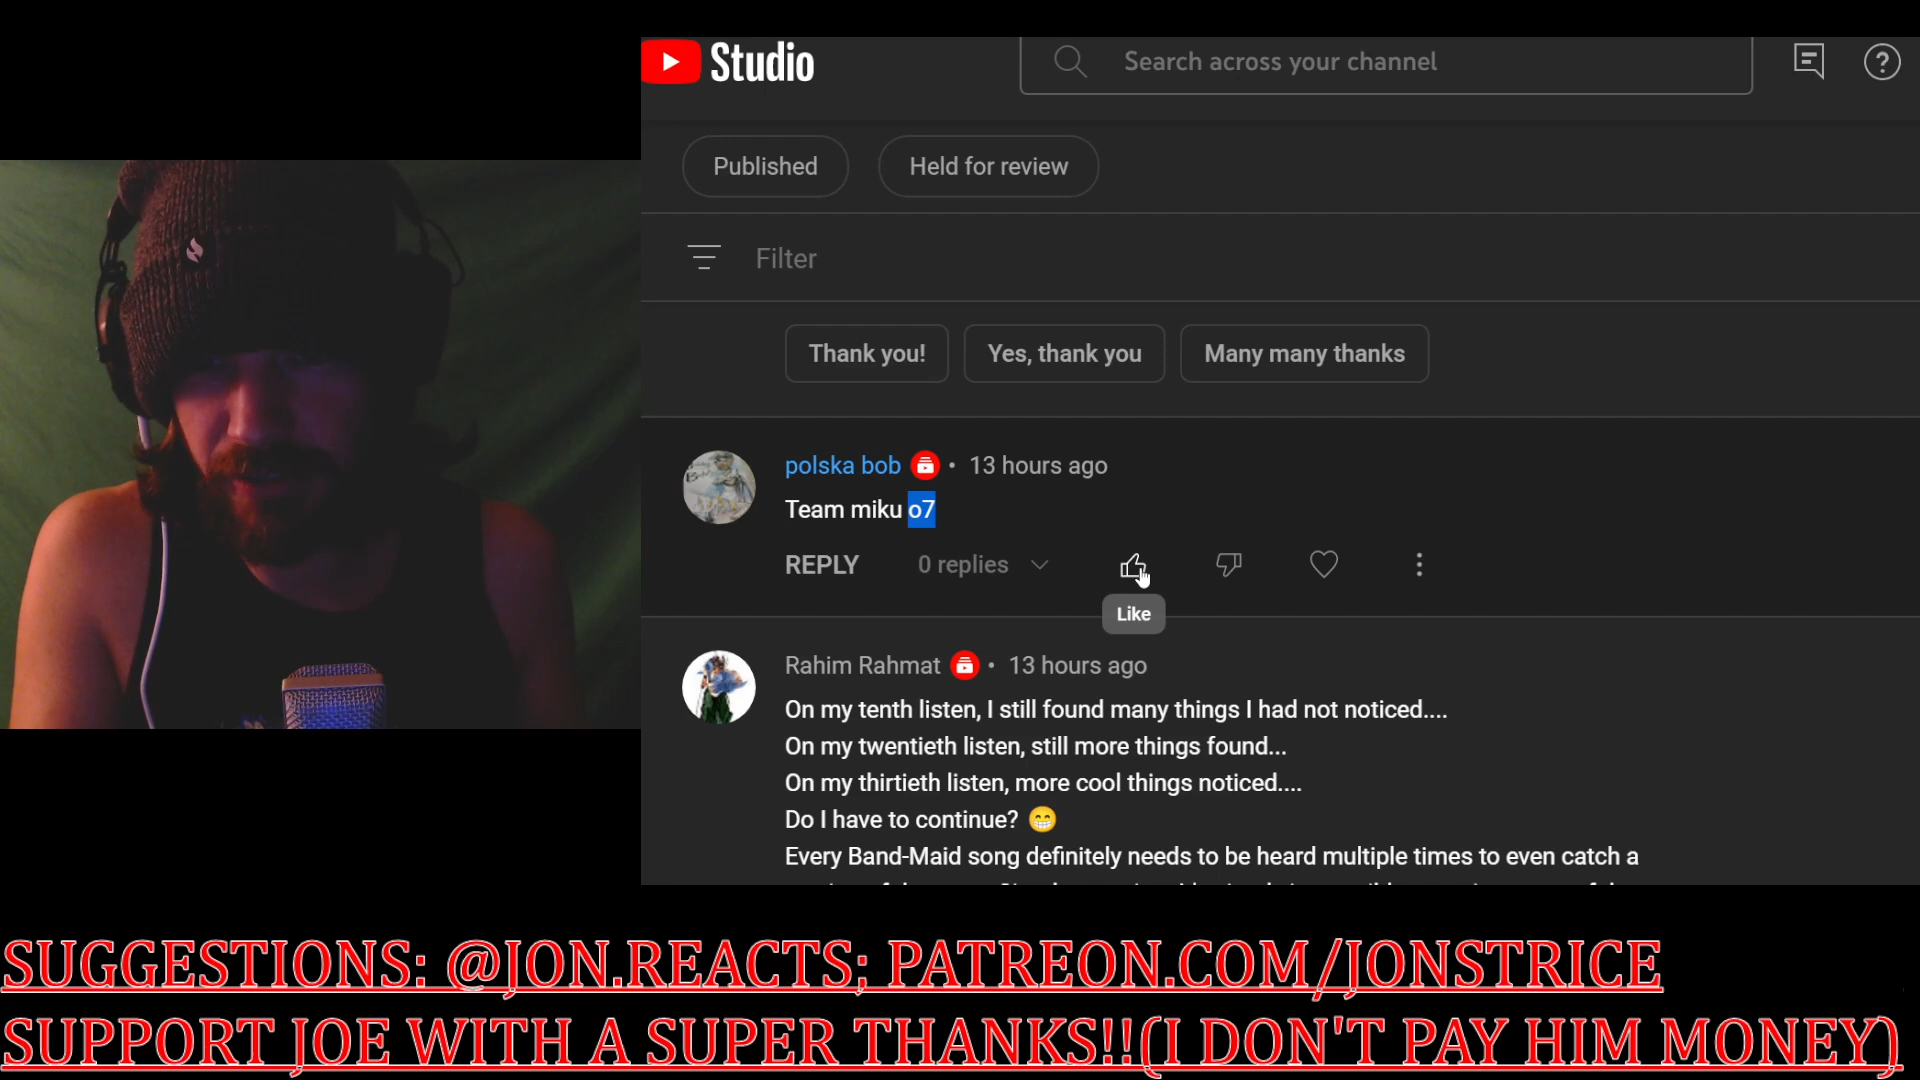 Studio
Search across your channel
Published
Held for review
Filter
Thank you!
Yes, thank you
Many many thanks
polska bob • 13 hours ago
Team miku o7
REPLY
0 replies
Like
Rahim Rahmat • 13 hours ago
On my tenth listen, I still found many things I had not noticed....
On my twentieth listen, still more things found...
On my thirtieth listen, more cool things noticed....
Do I have to continue? 😁
Every Band-Maid song definitely needs to be heard multiple times to even catch a
SUGGESTIONS: @JON.REACTS; PATREON.COM/JONSTRICE
SUPPORT JOE WITH A SUPER THANKS!!(I DON'T PAY HIM MONEY)